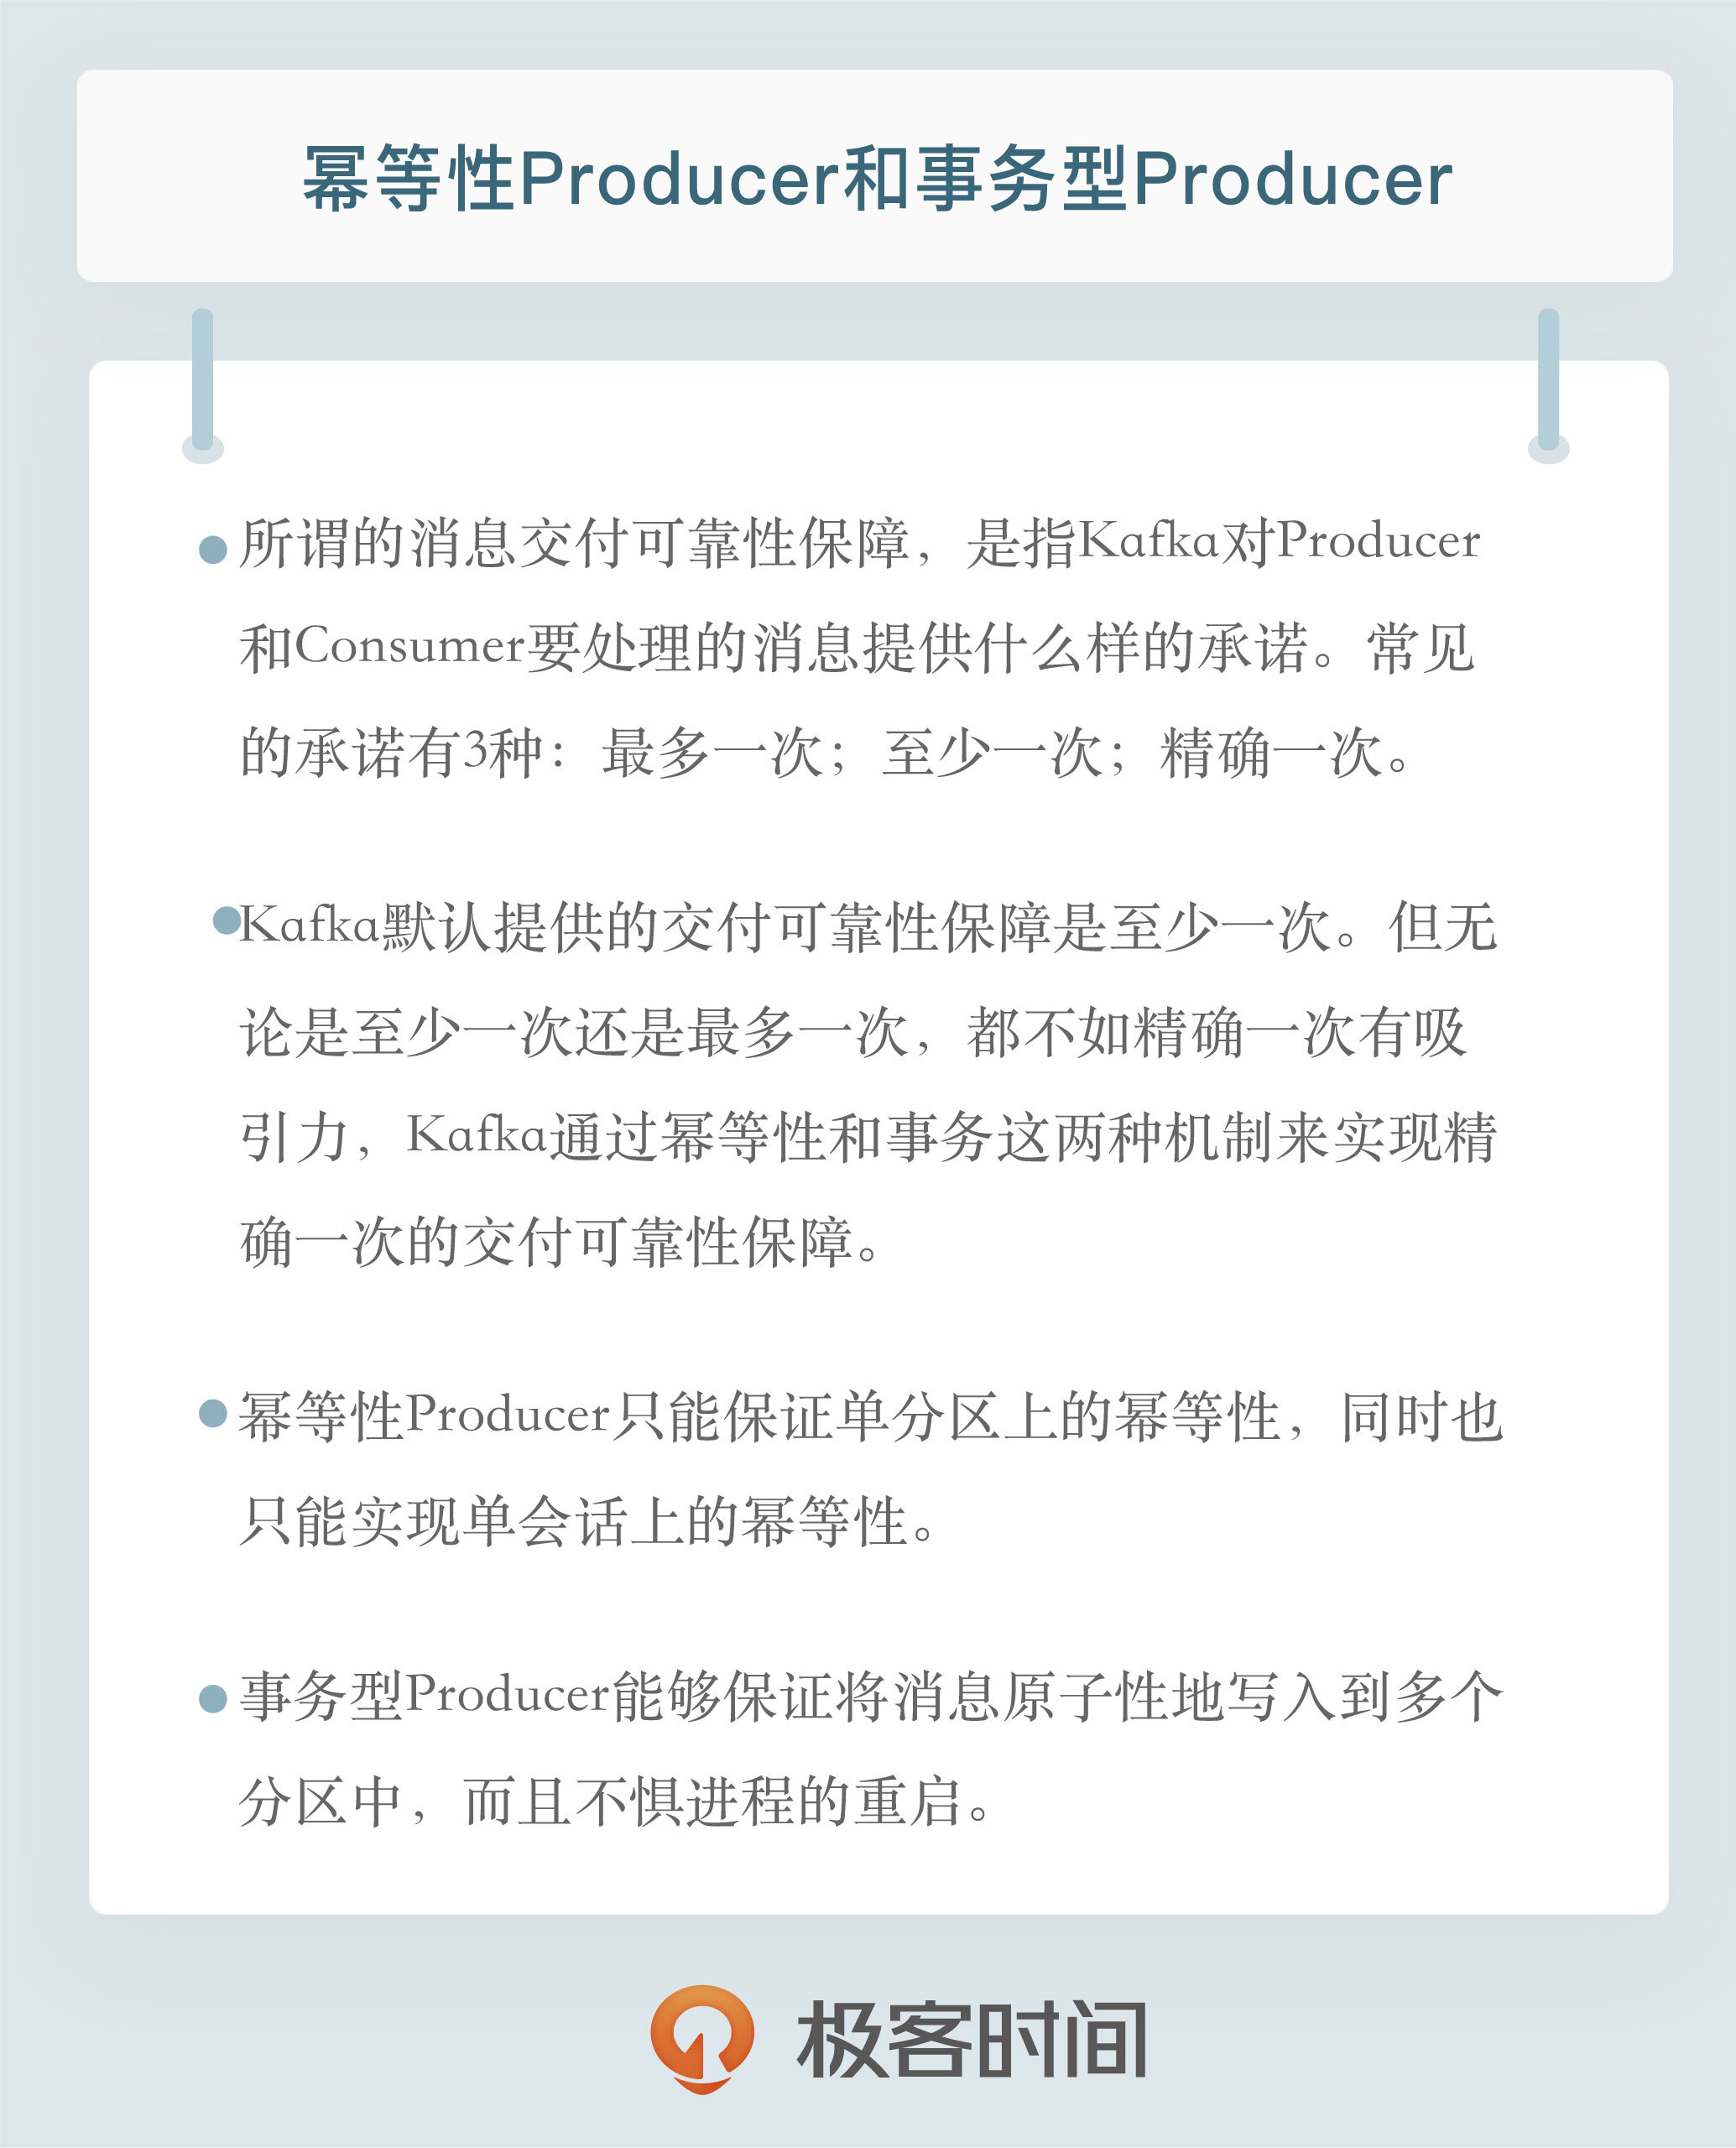 幂等性Producer和事务型Producer
所谓的消息交付可靠性保障，是指Kafka对Producer
和Consumer要处理的消息提供什么样的承诺。常见
的承诺有3种：最多一次；至少一次；精确一次。
Kafka默认提供的交付可靠性保障是至少一次。但无
论是至少一次还是最多一次，都不如精确一次有吸
引力，Kafka通过幂等性和事务这两种机制来实现精
确一次的交付可靠性保障。
幂等性Producer只能保证单分区上的幂等性，同时也
只能实现单会话上的幂等性。
事务型Producer能够保证将消息原子性地写入到多个
分区中，而且不惧进程的重启。
极客时间